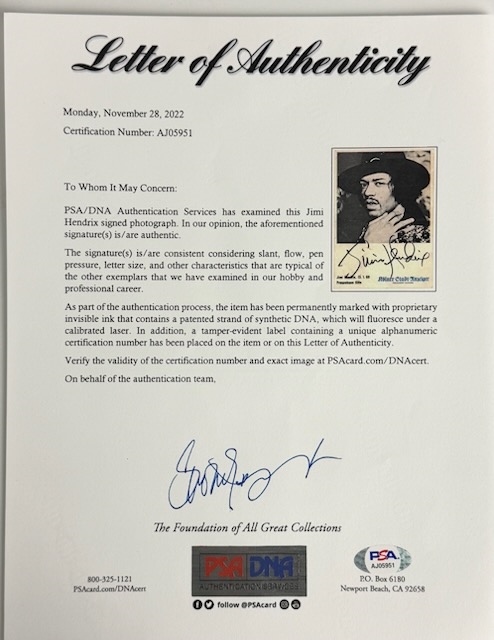 Letter of Authenticity
Monday, November 28, 2022
Certification Number: AJ05951
To Whom It May Concern:
PSA/DNA Authentication Services has examined this Jimi
Hendrix signed photograph. In our opinion, the aforementioned
signature(s) is/are authentic.
The signature(s) is/are consistent considering slant, flow, pen
pressure, letter size, and other characteristics that are typical of
the other exemplars that we have examined in our hobby and
professional career.
As part of the authentication process, the item has been permanently marked with proprietary
invisible ink that contains a patented strand of synthetic DNA, which will fluoresce under a
calibrated laser. In addition, a tamper-evident label containing a unique alphanumeric
certification number has been placed on the item or on this Letter of Authenticity.
Verify the validity of the certification number and exact image at PSAcard.com/DNAcert.
On behalf of the authentication team,
The Foundation of All Great Collections
800-325-1121
PSAcard.com/DNAcert
PSA DNA
AUTHENTICATION SERVICES
follow @PSAcard
PSA
AJ05951
P.O. Box 6180
Newport Beach, CA 92658